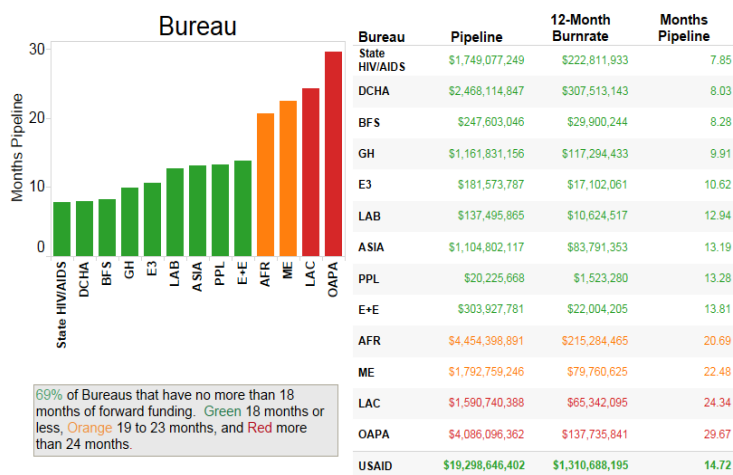 Bureau
Months Pipeline
30
20
10
0
State HIV/AIDS
DCHA
BFS
GH
E3
LAB
ASIA
PPL
E+E
AFR
ME
LAC
OAPA
69% of Bureaus that have no more than 18
months of forward funding. Green 18 months or
less, Orange 19 to 23 months, and Red more
than 24 months.
Bureau Pipeline 12-Month Burnrate Months Pipeline
State HIV/AIDS $1,749,077,249 $222,811,933 7.85
DCHA $2,468,114,847 $307,513,143 8.03
BFS $247,603,046 $29,900,244 8.28
GH $1,161,831,156 $117,294,433 9.91
E3 $181,573,787 $17,102,061 10.62
LAB $137,495,865 $10,624,517 12.94
ASIA $1,104,802,117 $83,791,353 13.19
PPL $20,225,668 $1,523,280 13.28
E+E $303,927,781 $22,004,205 13.81
AFR $4,454,398,891 $215,284,465 20.69
ME $1,792,759,246 $79,760,625 22.48
LAC $1,590,740,388 $65,342,095 24.34
OAPA $4,086,096,362 $137,735,841 29.67
USAID $19,298,646,402 $1,310,688,195 14.72